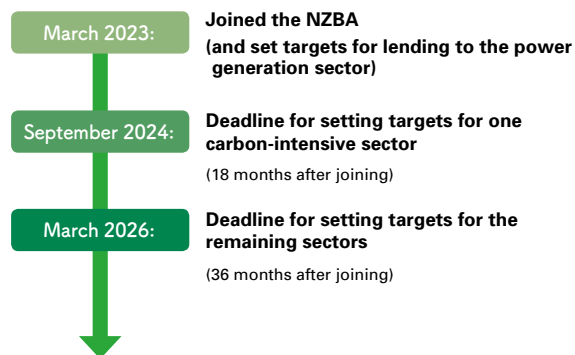 March 2023:
Joined the NZBA
(and set targets for lending to the power
generation sector)
September 2024:
Deadline for setting targets for one
carbon-intensive sector
(18 months after joining)
March 2026:
Deadline for setting targets for the
remaining sectors
(36 months after joining)